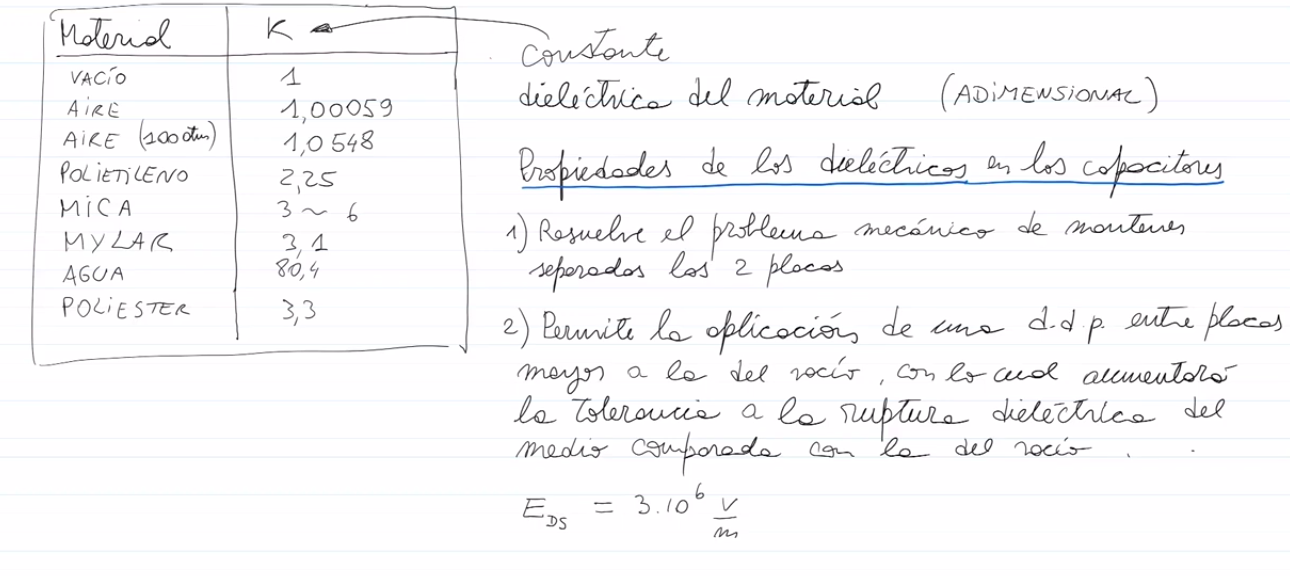 Material K
VACÍO 1
AIRE 1,00059
AIRE (100 atm) 1,0548
POLIETILENO 2,25
MICA 3 ~ 6
MYLAR 3,1
AGUA 80,4
POLIESTER 3,3
constante
dieléctrica del material (ADIMENSIONAL)
Propiedades de los dieléctricos en los capacitores
1) Resuelve el problema mecánico de mantener
separadas las 2 placas
2) Permite la aplicación de una d.d.p. entre placas
mayor a la del vacío, con lo cual aumentará
la tolerancia a la ruptura dieléctrica del
medio comparada con la del vacío.
E_DS = 3.10^6 V/m